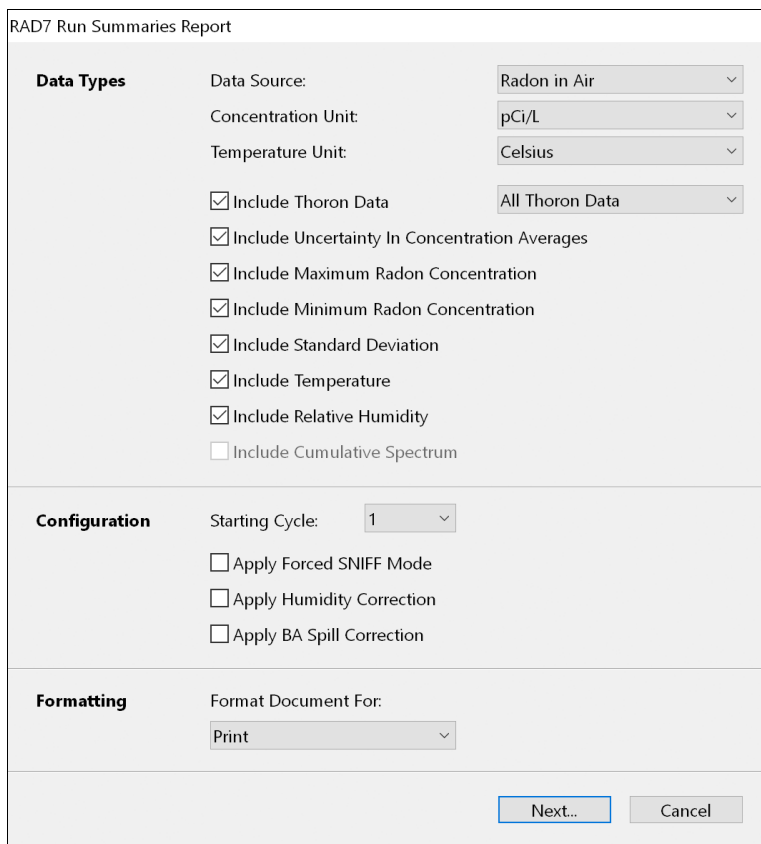 RAD7 Run Summaries Report
Data Types
Data Source:
Radon in Air
Concentration Unit:
pCi/L
Temperature Unit:
Celsius
Include Thoron Data
All Thoron Data
Include Uncertainty In Concentration Averages
Include Maximum Radon Concentration
Include Minimum Radon Concentration
Include Standard Deviation
Include Temperature
Include Relative Humidity
Include Cumulative Spectrum
Configuration
Starting Cycle:
1
Apply Forced SNIFF Mode
Apply Humidity Correction
Apply BA Spill Correction
Formatting
Format Document For:
Print
Next...
Cancel